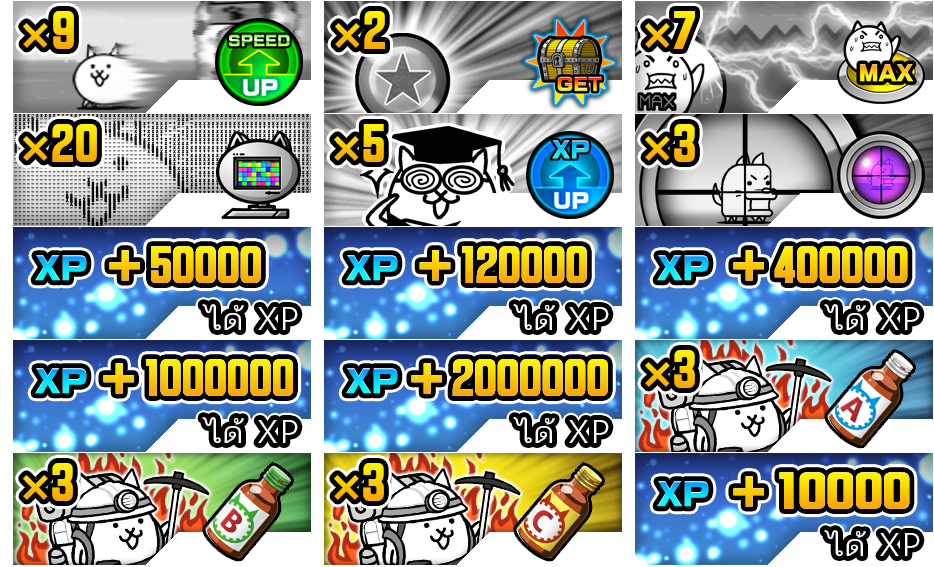 ×9
SPEED
UP
×2
GET
×7
MAX
MAX
×20
×5
XP
UP
×3
XP +50000
ได้ XP
XP +120000
ได้ XP
XP +400000
ได้ XP
XP +1000000
ได้ XP
XP +2000000
ได้ XP
×3
A
×3
B
×3
C
XP +10000
ได้ XP